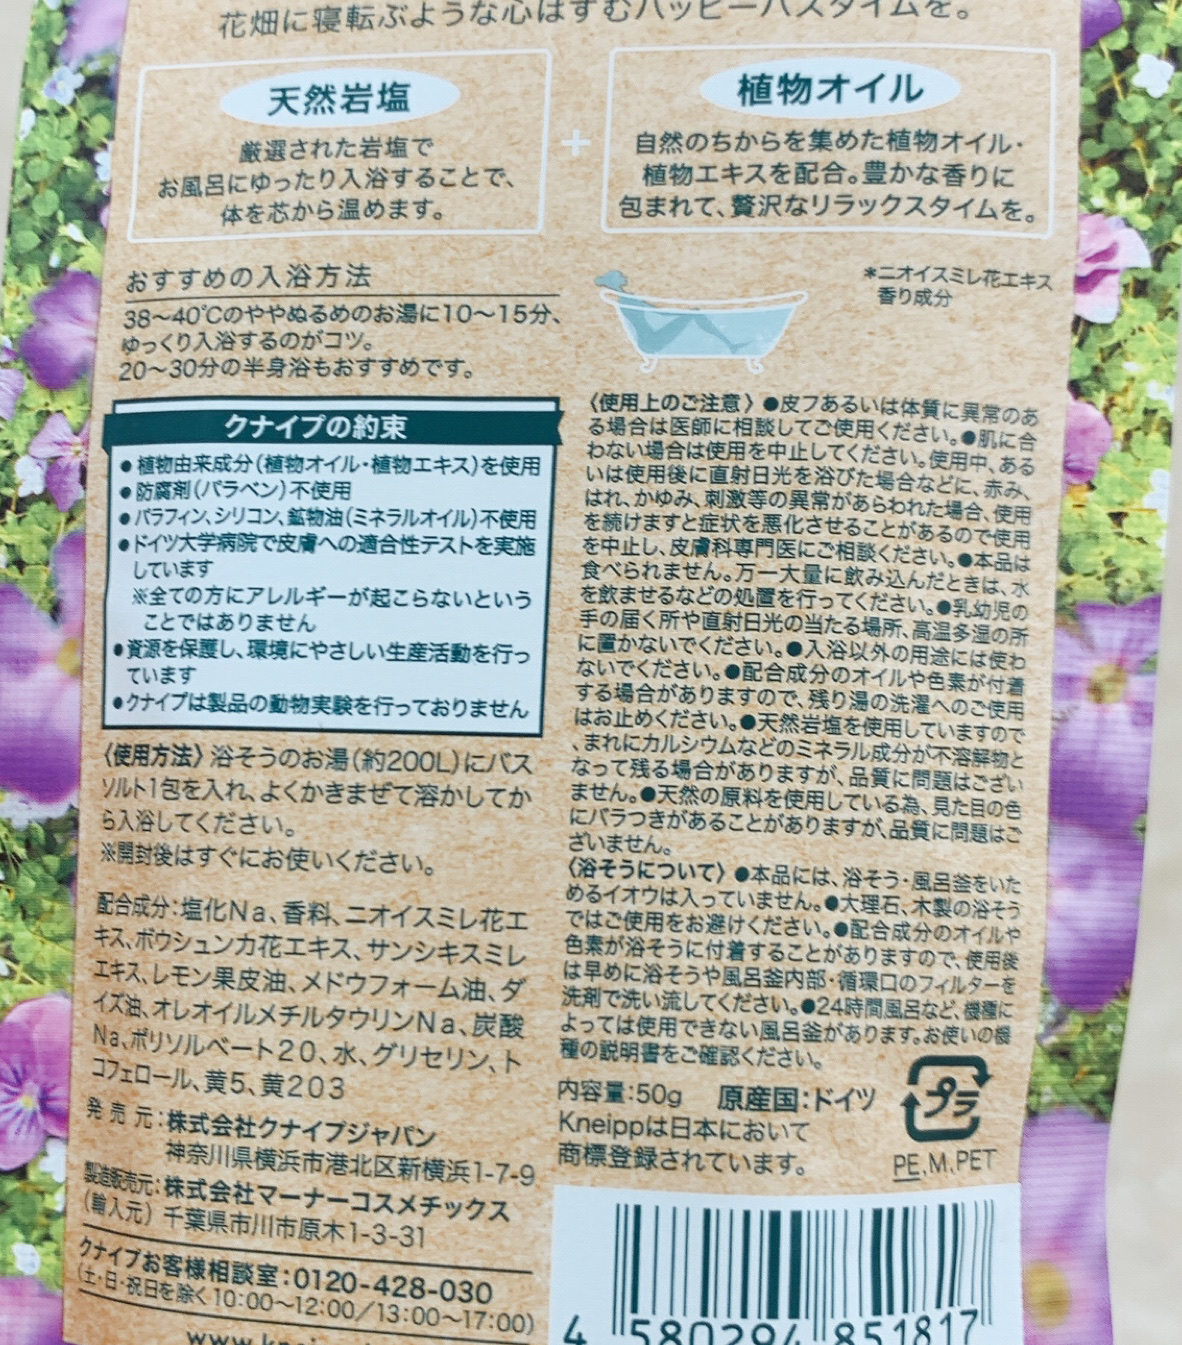 花畑に寝転ぶような心はずむハッピーバスタイムを。
天然岩塩
厳選された岩塩で
お風呂にゆったり入浴することで、
体を芯から温めます。
+
植物オイル
自然のちからを集めた植物オイル・
植物エキスを配合。豊かな香りに
包まれて、贅沢なリラックスタイムを。
おすすめの入浴方法
38〜40℃のややぬるめのお湯に10〜15分、
ゆっくり入浴するのがコツ。
20〜30分の半身浴もおすすめです。
*ニオイスミレ花エキス
香り成分
クナイプの約束
●植物由来成分(植物オイル・植物エキス)を使用
●防腐剤(パラベン)不使用
●パラフィン、シリコン、鉱物油(ミネラルオイル)不使用
●ドイツ大学病院で皮膚への適合性テストを実施
しています
※全ての方にアレルギーが起こらないという
ことではありません
●資源を保護し、環境にやさしい生産活動を行っ
ています
●クナイプは製品の動物実験を行っておりません
〈使用方法〉浴そうのお湯(約200L)にバス
ソルト1包を入れ、よくかきまぜて溶かしてか
ら入浴してください。
※開封後はすぐにお使いください。
配合成分:塩化Na、香料、ニオイスミレ花エ
キス、ボウシュンカ花エキス、サンシキスミレ
エキス、レモン果皮油、メドウフォーム油、ダ
イズ油、オレオイルメチルタウリンNa、炭酸
Na、ポリソルベート20、水、グリセリン、ト
コフェロール、黄5、黄203
発売元:株式会社クナイプジャパン
神奈川県横浜市港北区新横浜1-7-9
製造販売元:株式会社マーナーコスメチックス
(輸入元) 千葉県市川市原木1-3-31
クナイプお客様相談室:0120-428-030
(土・日・祝日を除く10:00〜12:00/13:00〜17:00)
〈使用上のご注意〉●皮フあるいは体質に異常のあ
る場合は医師に相談してご使用ください。●肌に合
わない場合は使用を中止してください。使用中、ある
いは使用後に直射日光を浴びた場合などに、赤み、
はれ、かゆみ、刺激等の異常があらわれた場合、使用
を続けますと症状を悪化させることがあるので使用
を中止し、皮膚科専門医にご相談ください。●本品は
食べられません。万一大量に飲み込んだときは、水
を飲ませるなどの処置を行ってください。●乳幼児の
手の届く所や直射日光の当たる場所、高温多湿の所
に置かないでください。●入浴以外の用途には使わ
ないでください。●配合成分のオイルや色素が付着
する場合がありますので、残り湯の洗濯へのご使用
はお止めください。●天然岩塩を使用していますので
、まれにカルシウムなどのミネラル成分が不溶解物と
なって残る場合がありますが、品質に問題はござい
ません。●天然の原料を使用している為、見た目の色
にバラつきがあることがありますが、品質に問題はご
ざいません。
〈浴そうについて〉●本品には、浴そう・風呂釜をいた
めるイオウは入っていません。●大理石、木製の浴そう
ではご使用をお避けください。●配合成分のオイルや
色素が浴そうに付着することがありますので、使用後
は早めに浴そうや風呂釜内部・循環口のフィルターを
洗剤で洗い流してください。●24時間風呂など、機種に
よっては使用できない風呂釜があります。お使いの機
種の説明書をご確認ください。
内容量:50g 原産国:ドイツ
Kneippは日本において
商標登録されています。
プラ
PE,M,PET
4 580294 851817